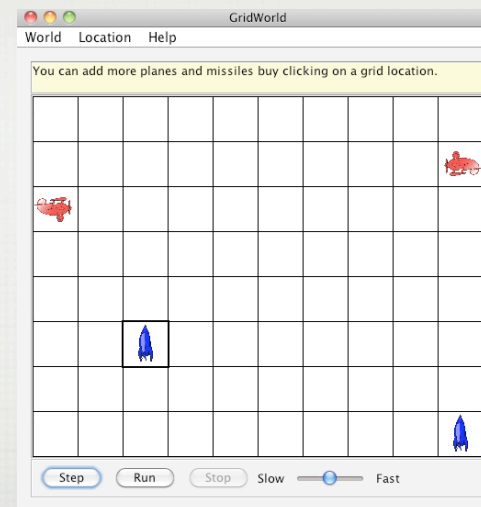 GridWorld
World Location Help
You can add more planes and missiles buy clicking on a grid location.
Step Run Stop Slow Fast